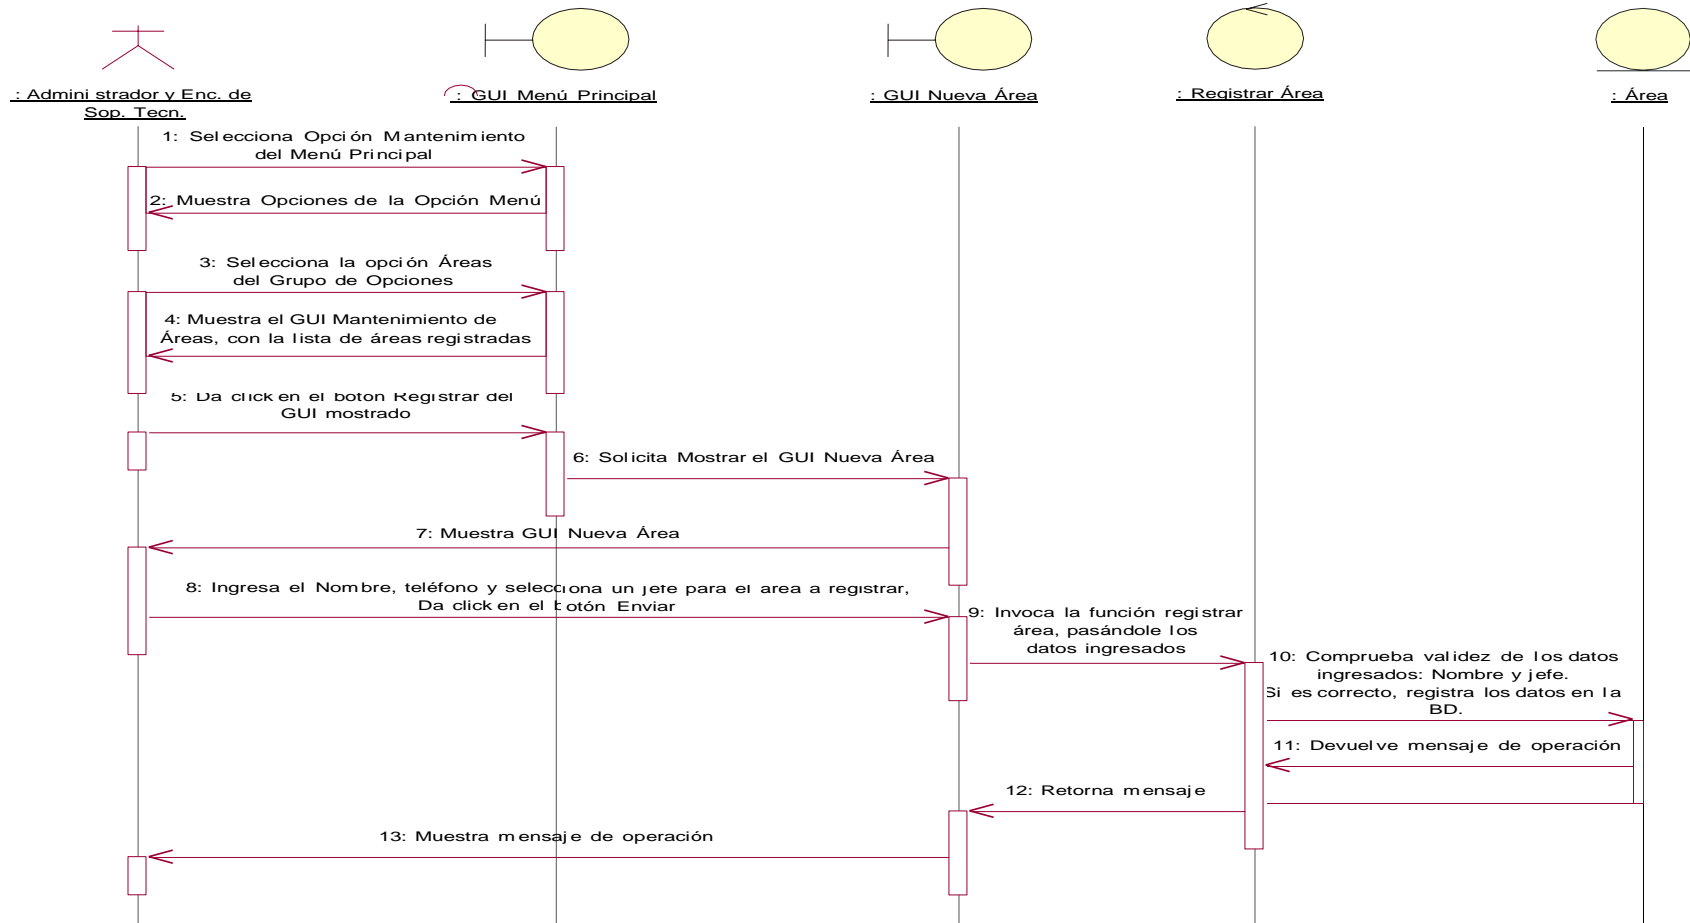 : Administrador y Enc. de
Sop. Tecn.
: GUI Menú Principal
: GUI Nueva Área
: Registrar Área
: Área
1: Selecciona Opción Mantenimiento
del Menú Principal
2: Muestra Opciones de la Opción Menú
3: Selecciona la opción Áreas
del Grupo de Opciones
4: Muestra el GUI Mantenimiento de
Áreas, con la lista de áreas registradas
5: Da click en el botón Registrar del
GUI mostrado
6: Solicita Mostrar el GUI Nueva Área
7: Muestra GUI Nueva Área
8: Ingresa el Nombre, teléfono y selecciona un jefe para el area a registrar,
Da click en el botón Enviar
9: Invoca la función registrar
área, pasándole los
datos ingresados
10: Comprueba validez de los datos
ingresados: Nombre y jefe.
Si es correcto, registra los datos en la
BD.
11: Devuelve mensaje de operación
12: Retorna mensaje
13: Muestra mensaje de operación